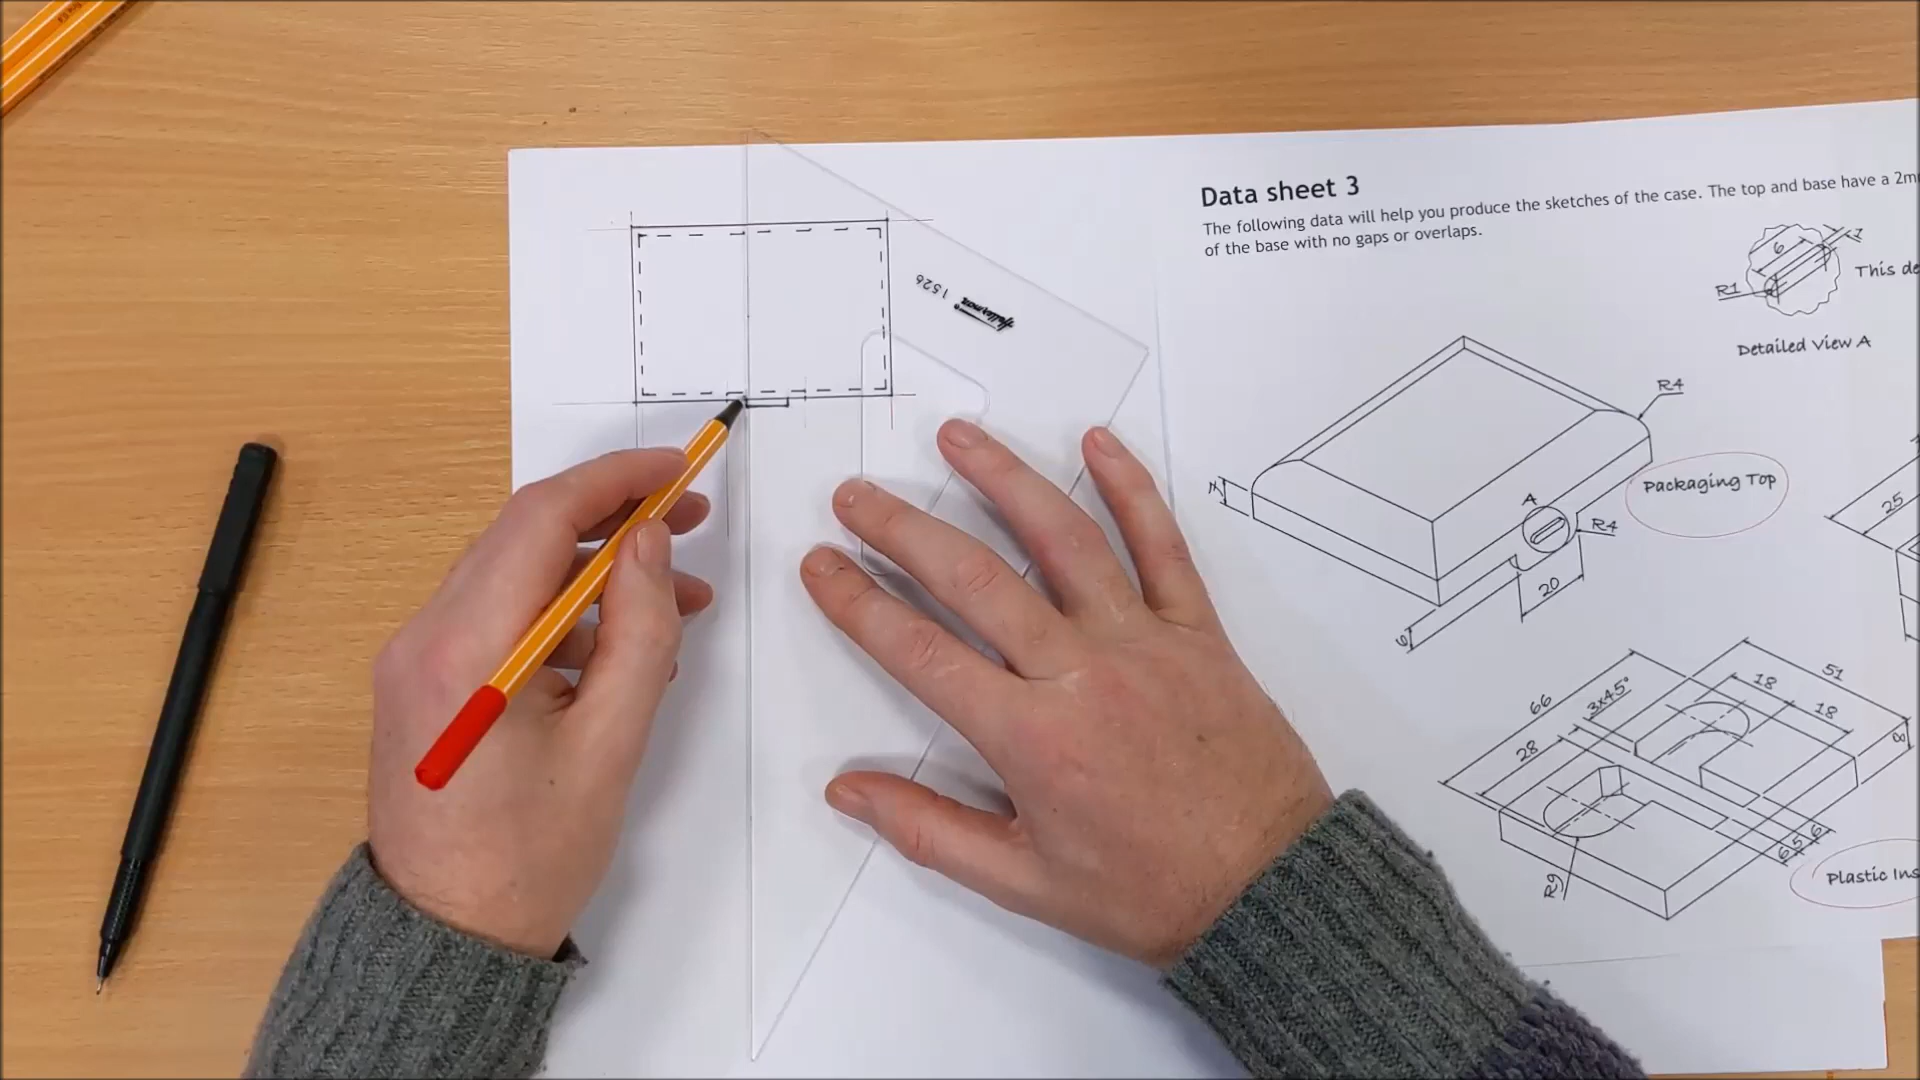 Data sheet 3
The following data will help you produce the sketches of the case. The top and base have a 2m
of the base with no gaps or overlaps.
6
1
R1
This de
Detailed View A
R4
Packaging Top
A
R4
20
6
25
1526
51
18
18
66
3x45°
28
8
6 5 6
R9
Plastic Ins